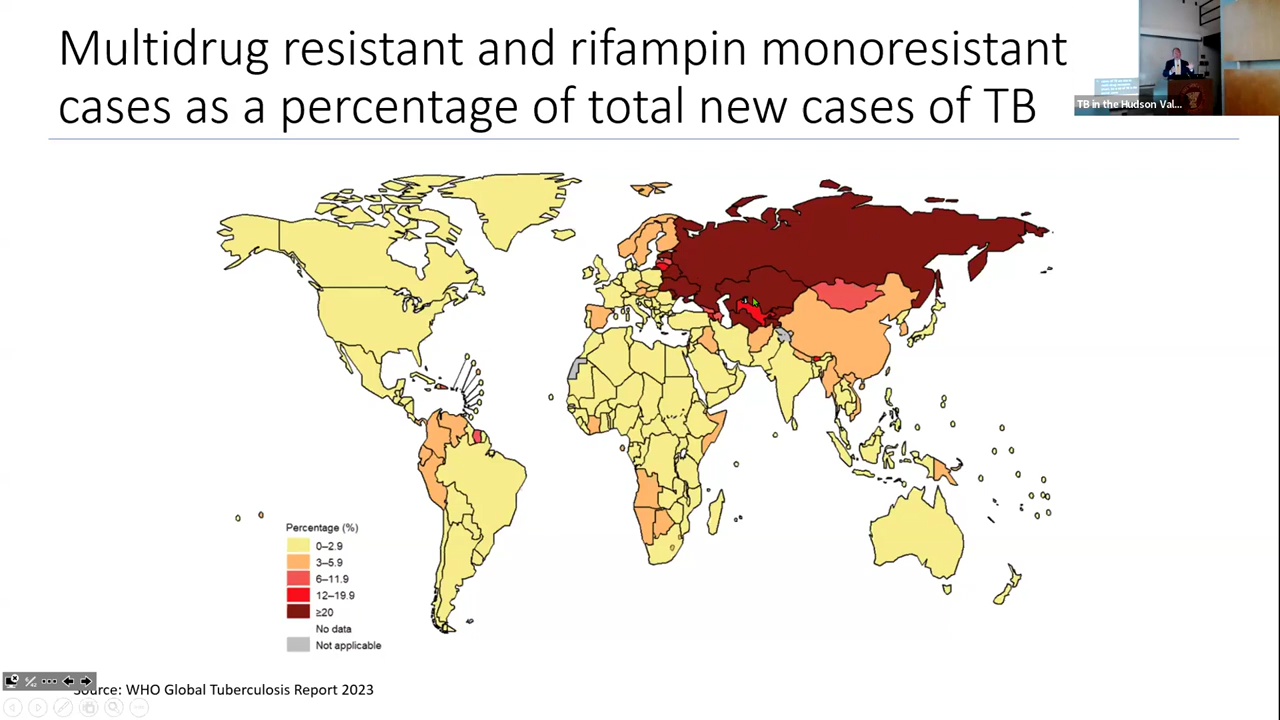 Multidrug resistant and rifampin monoresistant
cases as a percentage of total new cases of TB
TB in the Hudson Val...
Percentage (%)
0–2.9
3–5.9
6–11.9
12–19.9
≥20
No data
Not applicable
Source: WHO Global Tuberculosis Report 2023